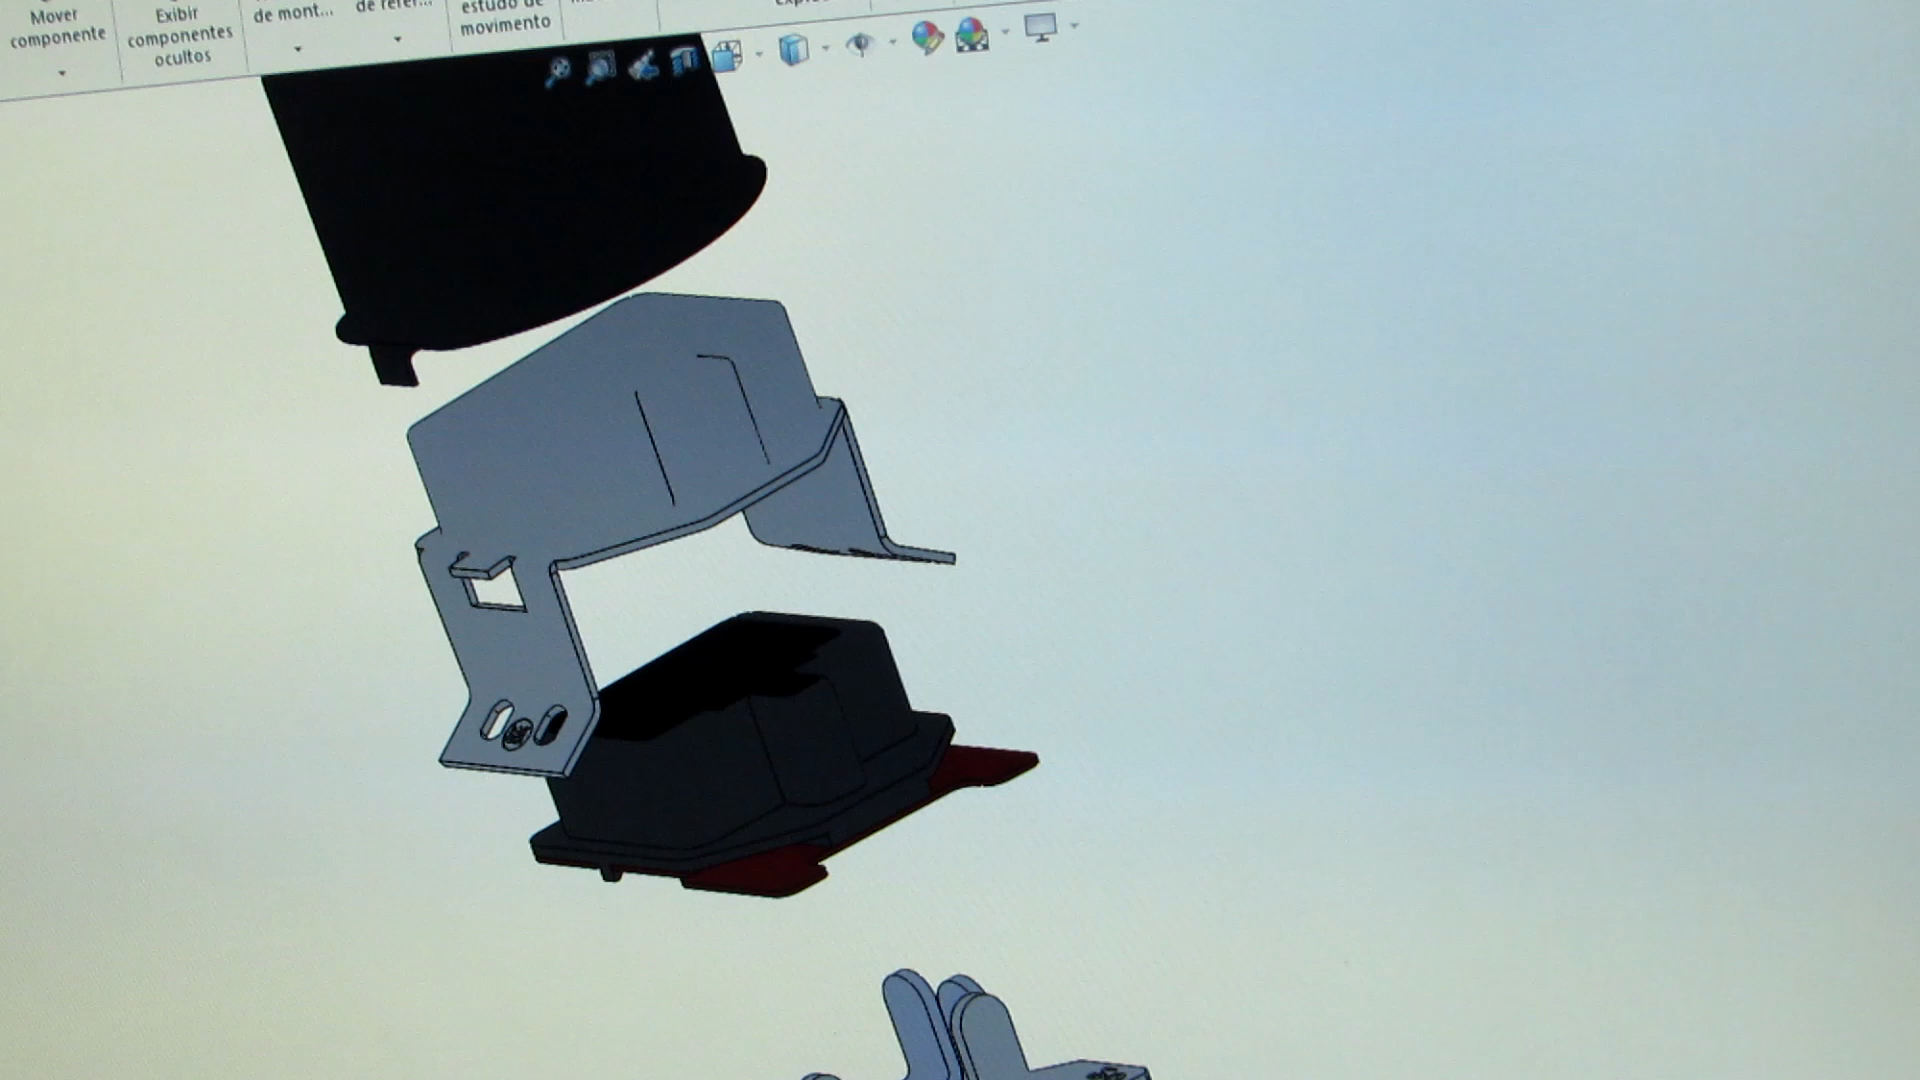 Mover
componente
Exibir
componentes
ocultos
de mont...
de refer...
estudo de
movimento